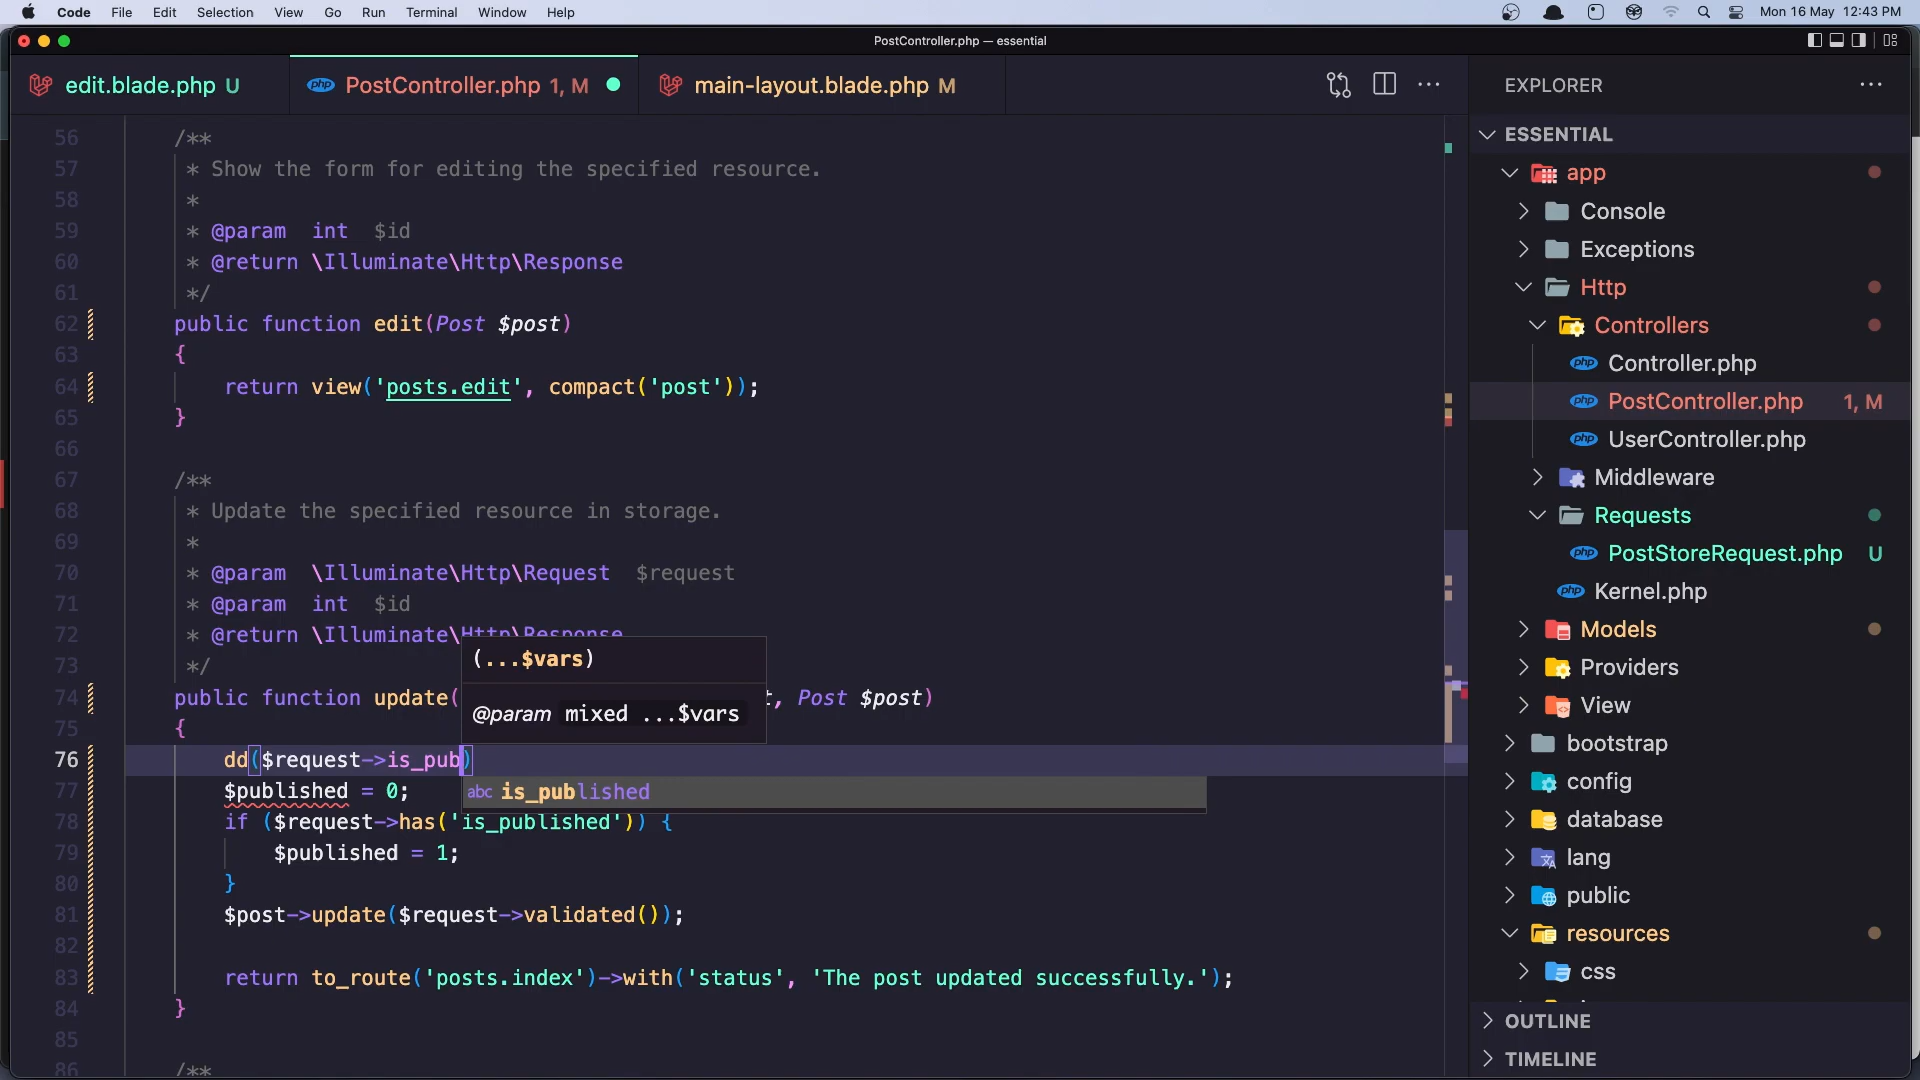 Code File Edit Selection View Go Run Terminal Window Help Mon 16 May 12:43 PM
PostController.php — essential
edit.blade.php U PostController.php 1, M main-layout.blade.php M
56 /**
57 * Show the form for editing the specified resource.
58 *
59 * @param int $id
60 * @return \Illuminate\Http\Response
61 */
62 public function edit(Post $post)
63 {
64 return view('posts.edit', compact('post'));
65 }
66
67 /**
68 * Update the specified resource in storage.
69 *
70 * @param \Illuminate\Http\Request $request
71 * @param int $id
72 * @return \Illuminate\Http\Response
73 */
(...$vars)
@param mixed ...$vars
74 public function update( t, Post $post)
75 {
76 dd($request->is_pub)
abc is_published
77 $published = 0;
78 if ($request->has('is_published')) {
79 $published = 1;
80 }
81 $post->update($request->validated());
82
83 return to_route('posts.index')->with('status', 'The post updated successfully.');
84 }
85
86 /**
EXPLORER
ESSENTIAL
app
Console
Exceptions
Http
Controllers
php Controller.php
php PostController.php 1, M
php UserController.php
Middleware
Requests
php PostStoreRequest.php U
php Kernel.php
Models
Providers
View
bootstrap
config
database
lang
public
resources
css
OUTLINE
TIMELINE